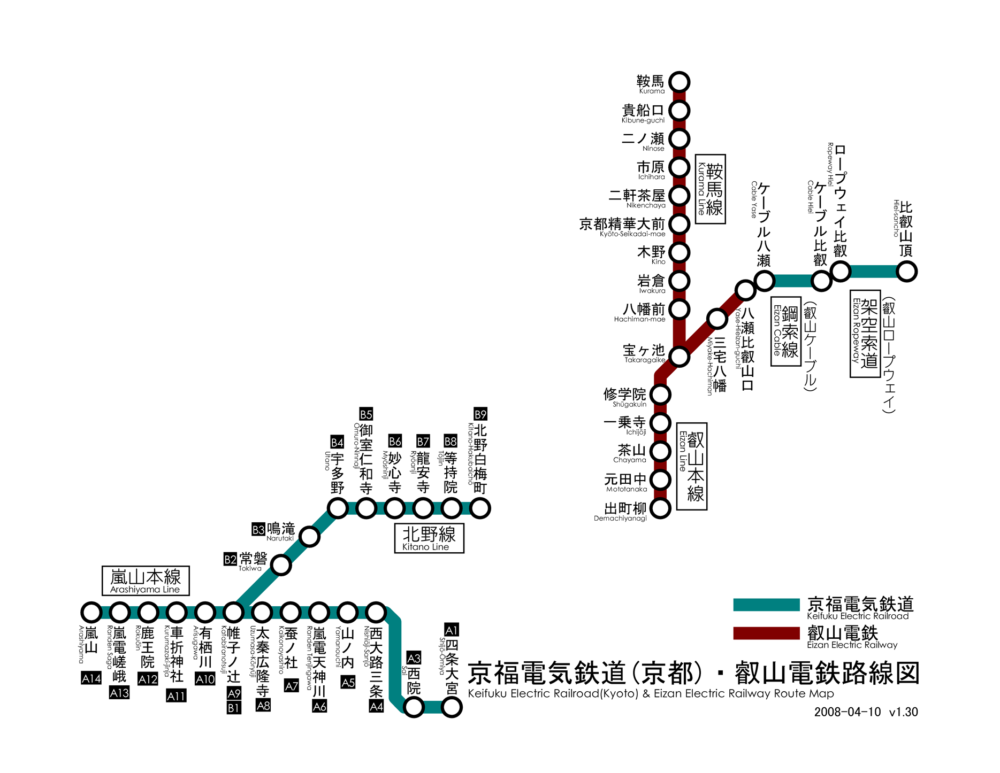 鞍馬
Kurama
貴船口
Kibune-guchi
二ノ瀬
Ninose
市原
Ichihara
二軒茶屋
Nikenchaya
京都精華大前
Kyōto-Seikadai-mae
木野
Kino
岩倉
Iwakura
八幡前
Hachiman-mae
宝ヶ池
Takaragaike
修学院
Shūgakuin
一乗寺
Ichijōji
茶山
Chayama
元田中
Mototanaka
出町柳
Demachiyanagi
鞍馬線
Kurama Line
叡山本線
Eizan Line
三宅八幡
Miyake-Hachiman
八瀬比叡山口
Yase-Hieizan-guchi
ケーブル八瀬
Cable Yase
ケーブル比叡
Cable Hiei
ロープウェイ比叡
Ropeway Hiei
比叡山頂
Hiei-sancho
鋼索線
Eizan Cable
(叡山ケーブル)
架空索道
Eizan Ropeway
(叡山ロープウェイ)
B9
北野白梅町
Kitano-Hakubaichō
B8
等持院
Tōjiin
B7
龍安寺
Ryōanji
B6
妙心寺
Myōshinji
B5
御室仁和寺
Omuro-Ninnaji
B4
宇多野
Utano
B3
鳴滝
Narutaki
B2
常磐
Tokiwa
北野線
Kitano Line
嵐山本線
Arashiyama Line
嵐山
Arashiyama
A14
嵐電嵯峨
Randen Saga
A13
鹿王院
Rokuōin
A12
車折神社
Kurumazaki-jinja
A11
有栖川
Arisugawa
A10
帷子ノ辻
Katabiranotsuji
A9
B1
太秦広隆寺
Uzumasa-Kōryūji
A8
蚕ノ社
Kaikonoyashiro
A7
嵐電天神川
Randen Tenjingawa
A6
山ノ内
Yamanouchi
A5
西大路三条
Nishiōji-Sanjō
A4
A3
西院
Sai
A1
四条大宮
Shijō-Ōmiya
京福電気鉄道
Keifuku Electric Railroad
叡山電鉄
Eizan Electric Railway
京福電気鉄道(京都)・叡山電鉄路線図
Keifuku Electric Railroad(Kyoto) & Eizan Electric Railway Route Map
2008-04-10 v1.30